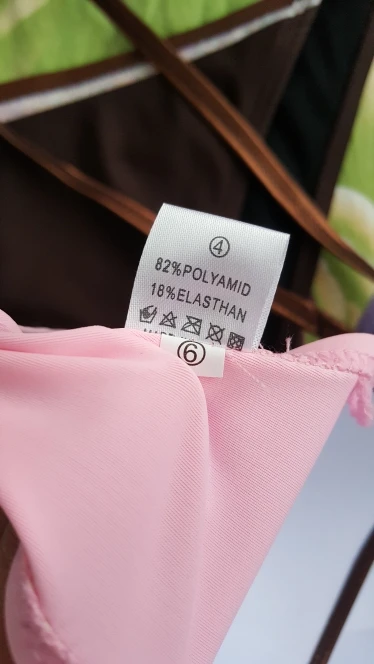 ④
82%POLYAMID
18%ELASTHAN
⑥